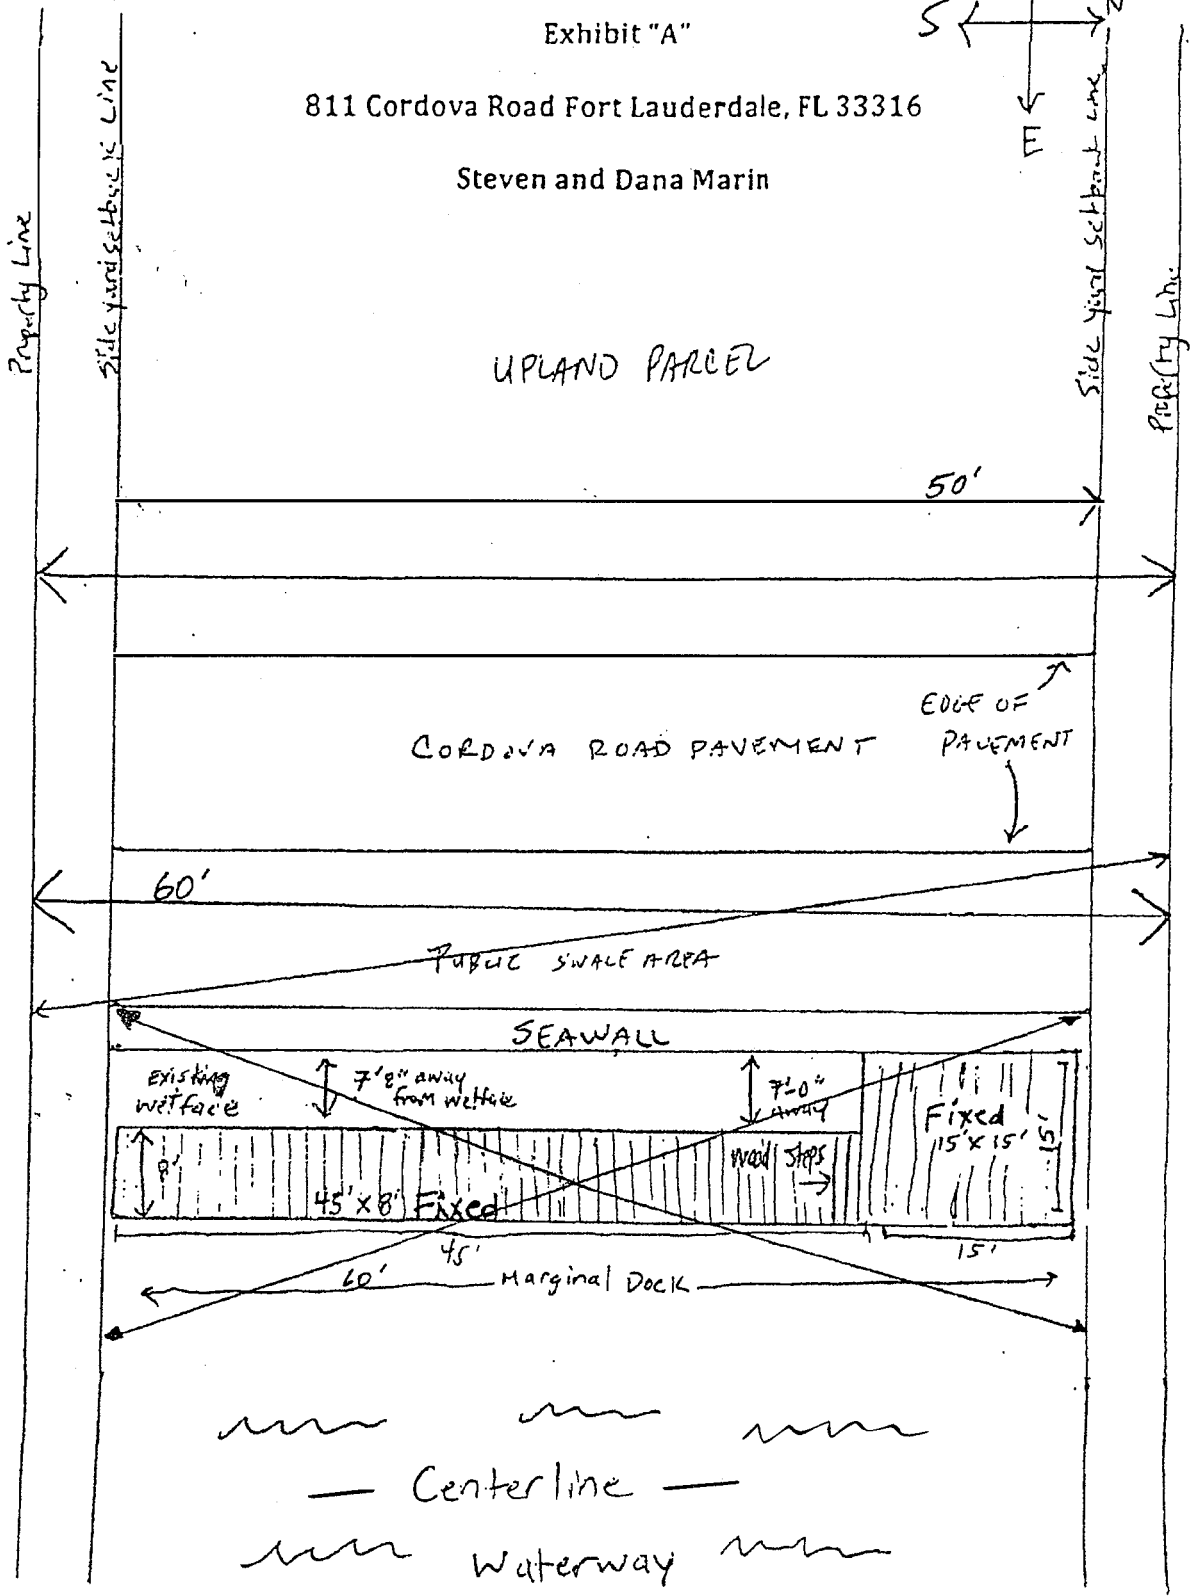 Exhibit "A"
S
N
E
811 Cordova Road Fort Lauderdale, FL 33316
Steven and Dana Marin
Property Line
Side yard setback Line
Side yard setback Line
Property Line
UPLAND PARCEL
50'
EDGE OF
PAVEMENT
CORDOVA ROAD PAVEMENT
60'
PUBLIC SWALE AREA
SEAWALL
Existing
wetface
7'8" away
from wetface
7'-0"
Away
Fixed
15' x 15'
15'
8'
wood steps
45' x 8' Fixed
45'
15'
60'
Marginal Dock
Centerline
Waterway